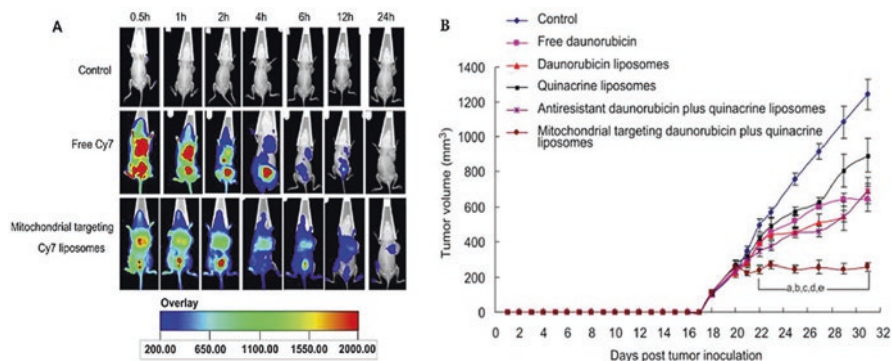 A
0.5h 1h 2h 4h 6h 12h 24h
Control
Free Cy7
Mitochondrial targeting
Cy7 liposomes
Overlay
200.00 650.00 1100.00 1550.00 2000.00
B
Control
Free daunorubicin
Daunorubicin liposomes
Quinacrine liposomes
Antiresistant daunorubicin plus quinacrine liposomes
Mitochondrial targeting daunorubicin plus quinacrine
liposomes
Tumor volume (mm³)
1400
1200
1000
800
600
400
200
0
a,b,c,d,e
0 2 4 6 8 10 12 14 16 18 20 22 24 26 28 30 32
Days post tumor inoculation